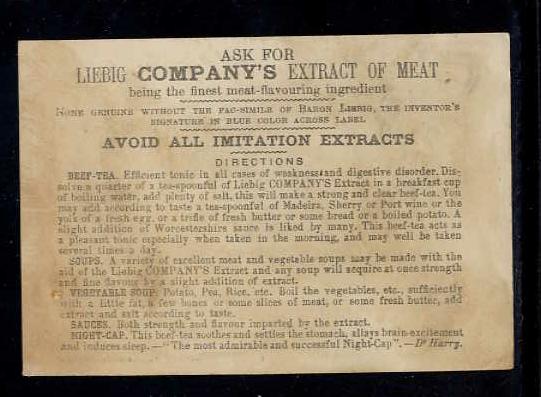 ASK FOR
LIEBIG COMPANY'S EXTRACT OF MEAT
being the finest meat-flavouring ingredient
NONE GENUINE WITHOUT THE FAC-SIMILE OF BARON LIEBIG, THE INVENTOR'S
SIGNATURE IN BLUE COLOR ACROSS LABEL
AVOID ALL IMITATION EXTRACTS
DIRECTIONS
BEEF-TEA. Efficient tonic in all cases of weakness and digestive disorder. Dis-
solve a quarter of a tea-spoonful of Liebig COMPANY'S Extract in a breakfast cup
of boiling water, add plenty of salt, this will make a strong and clear beef-tea. You
may add according to taste a tea-spoonful of Madeira, Sherry or Port wine or the
yolk of a fresh egg, or a trifle of fresh butter or some bread or a boiled potato. A
slight addition of Worcestershire sauce is liked by many. This beef-tea acts as
a pleasant tonic especially when taken in the morning, and may well be taken
several times a day.
SOUPS. A variety of excellent meat and vegetable soups may be made with the
aid of the Liebig COMPANY'S Extract and any soup will acquire at once strength
and fine flavour by a slight addition of extract.
VEGETABLE SOUP. Potato, Pea, Rice, etc. Boil the vegetables, etc., sufficiently
with a little fat, a few bones or some slices of meat, or some fresh butter, add
extract and salt according to taste.
SAUCES. Both strength and flavour imparted by the extract.
NIGHT-CAP. This beef-tea soothes and settles the stomach, allays brain-excitement
and induces sleep.—"The most admirable and successful Night-Cap".—Dr Harry.